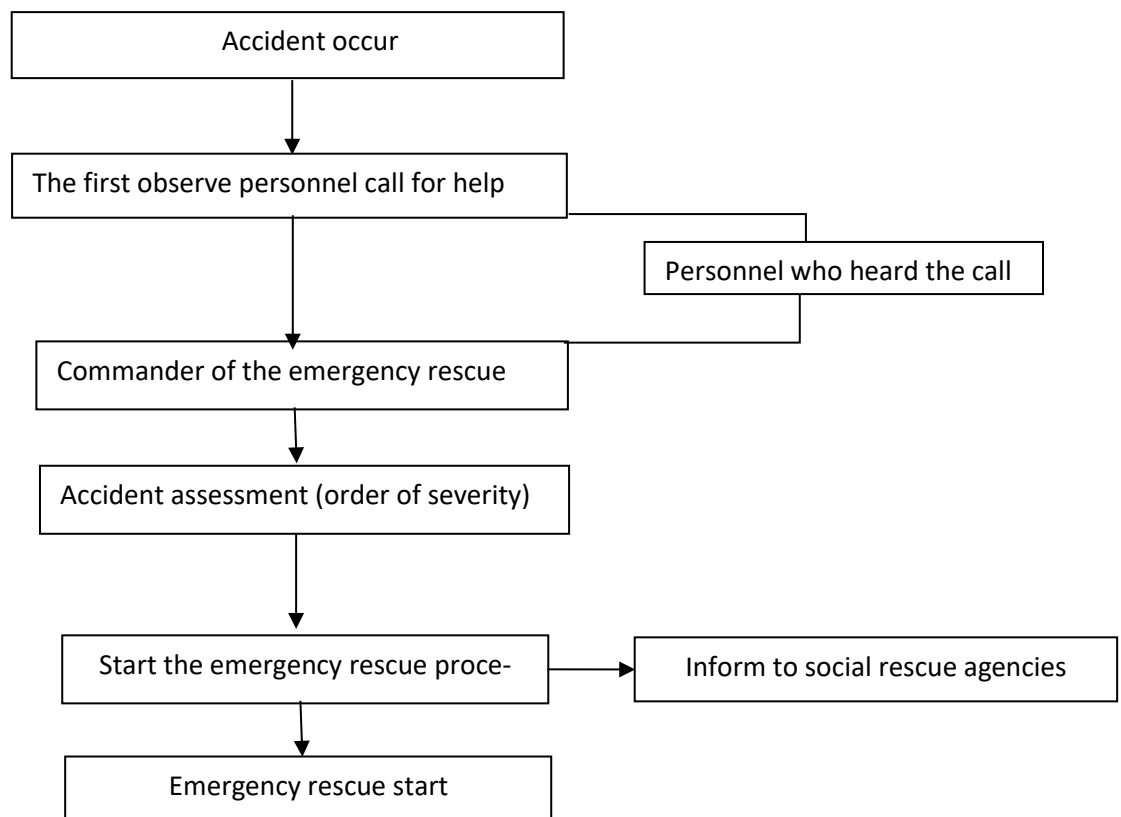 Accident occur
The first observe personnel call for help
Personnel who heard the call
Commander of the emergency rescue
Accident assessment (order of severity)
Start the emergency rescue proce-
Inform to social rescue agencies
Emergency rescue start